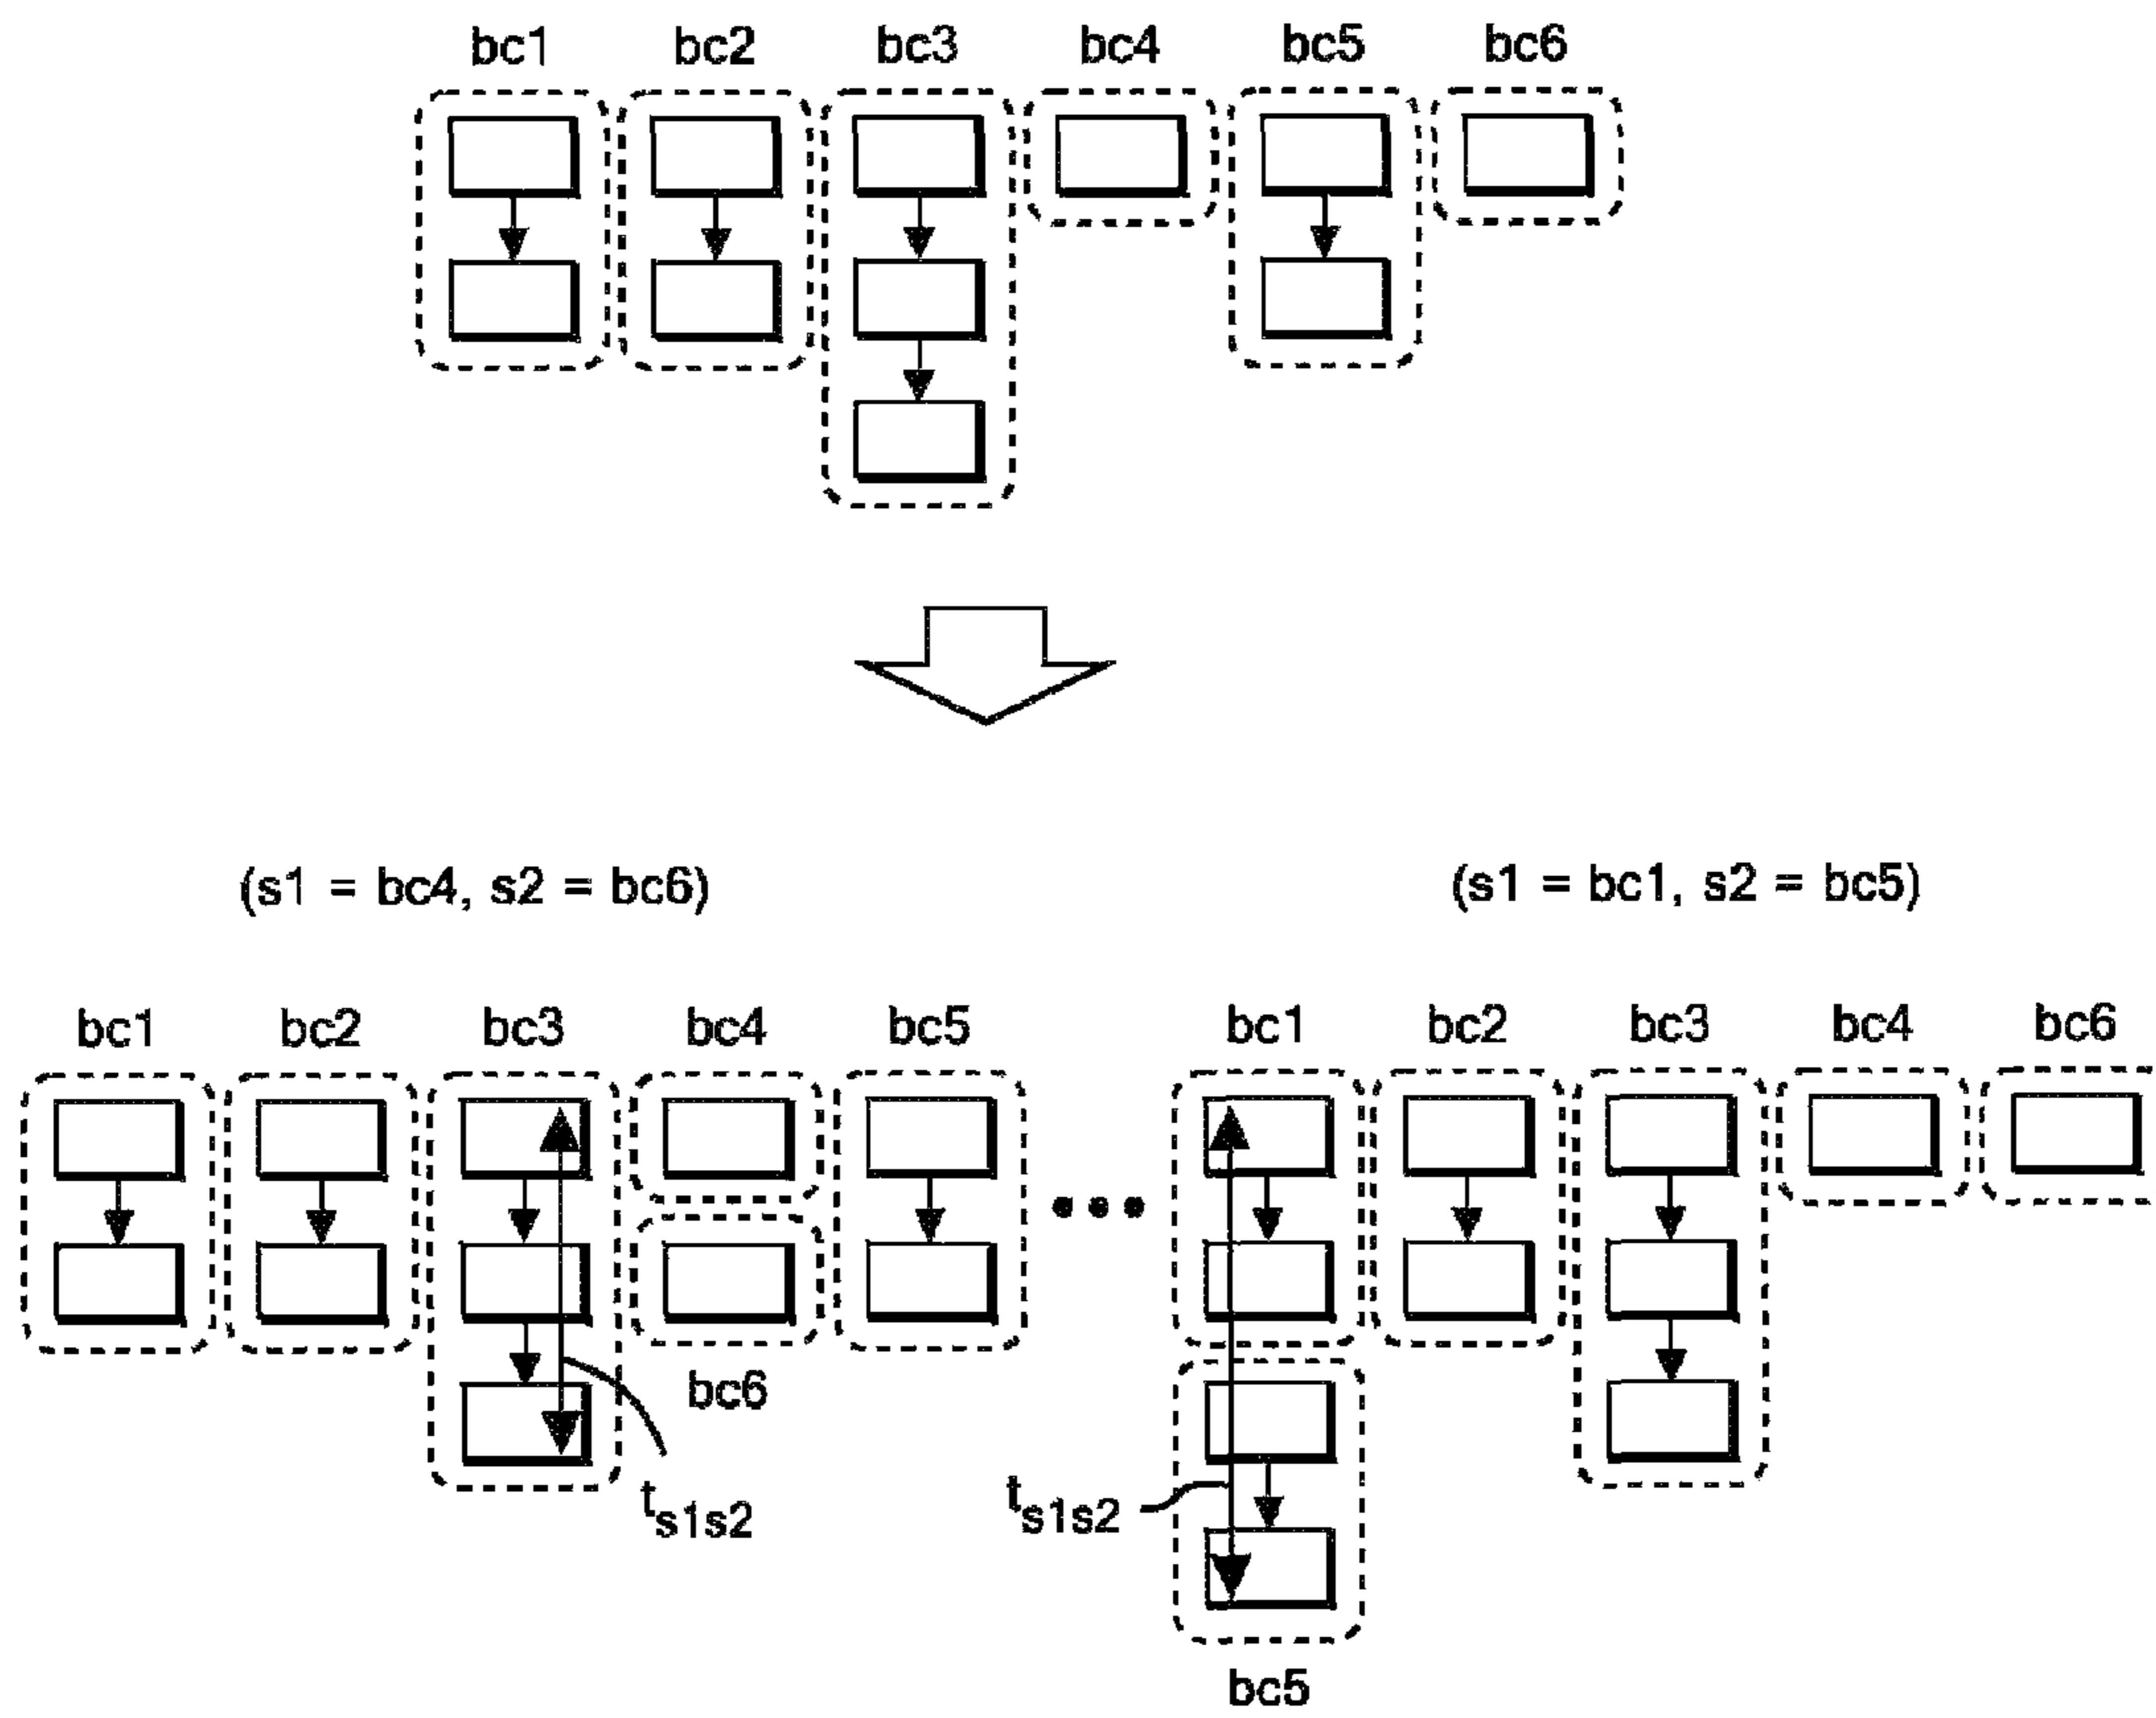 bc1 bc2 bc3 bc4 bc5 bc6
(s1 = bc4, s2 = bc6) (s1 = bc1, s2 = bc5)
bc1 bc2 bc3 bc4 bc5 bc1 bc2 bc3 bc4 bc6
bc6
ts1s2 ts1s2
bc5